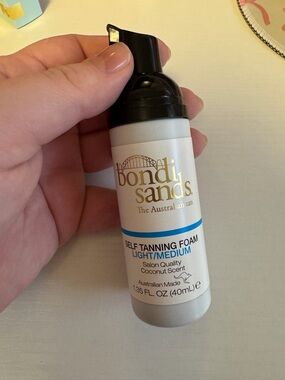 bondi
sands.
The Australian Tan
SELF TANNING FOAM
LIGHT/MEDIUM
Salon Quality
Coconut Scent
Australian Made
1.35 FL. OZ (40mL) e